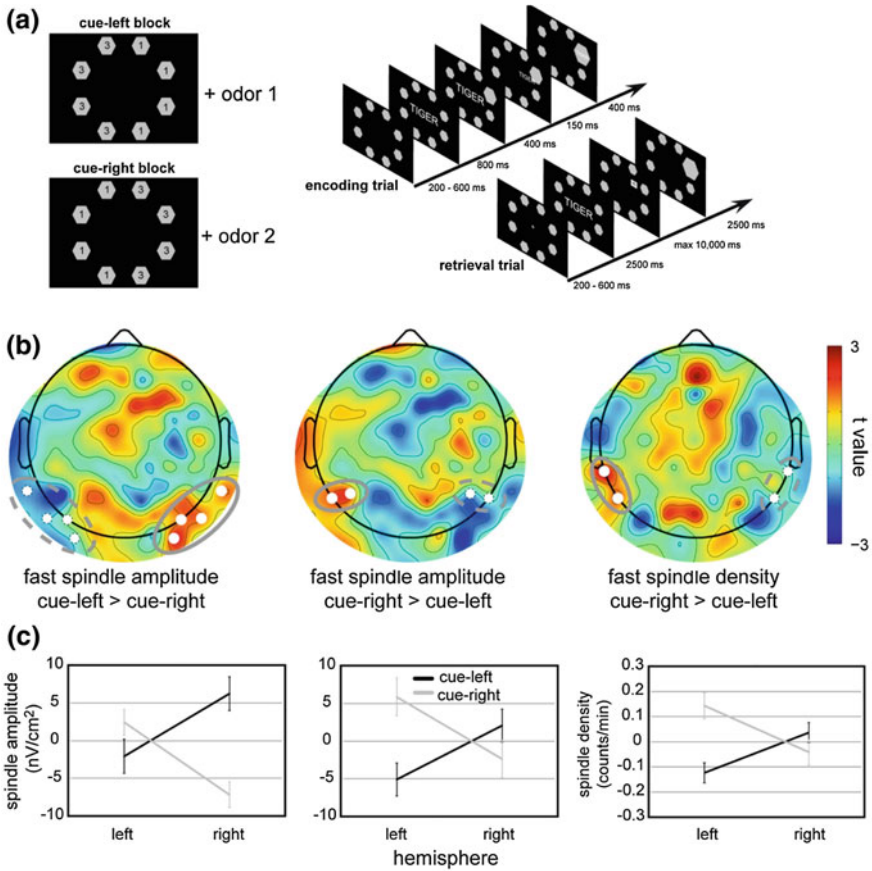 (a)
cue-left block
3 1
3 1
3 1
3 1
+ odor 1
cue-right block
1 3
1 3
1 3
1 3
+ odor 2
TIGER
TIGER
encoding trial
200 - 600 ms
800 ms
400 ms
150 ms
400 ms
TIGER
retrieval trial
200 - 600 ms
2500 ms
max 10,000 ms
2500 ms
(b)
fast spindle amplitude
cue-left > cue-right
fast spindle amplitude
cue-right > cue-left
fast spindle density
cue-right > cue-left
3
t value
−3
(c)
spindle amplitude
(nV/cm²)
10
5
0
-5
-10
left right
10
5
0
-5
-10
cue-left
cue-right
left right
hemisphere
spindle density
(counts/min)
0.3
0.2
0.1
0
-0.1
-0.2
-0.3
left right